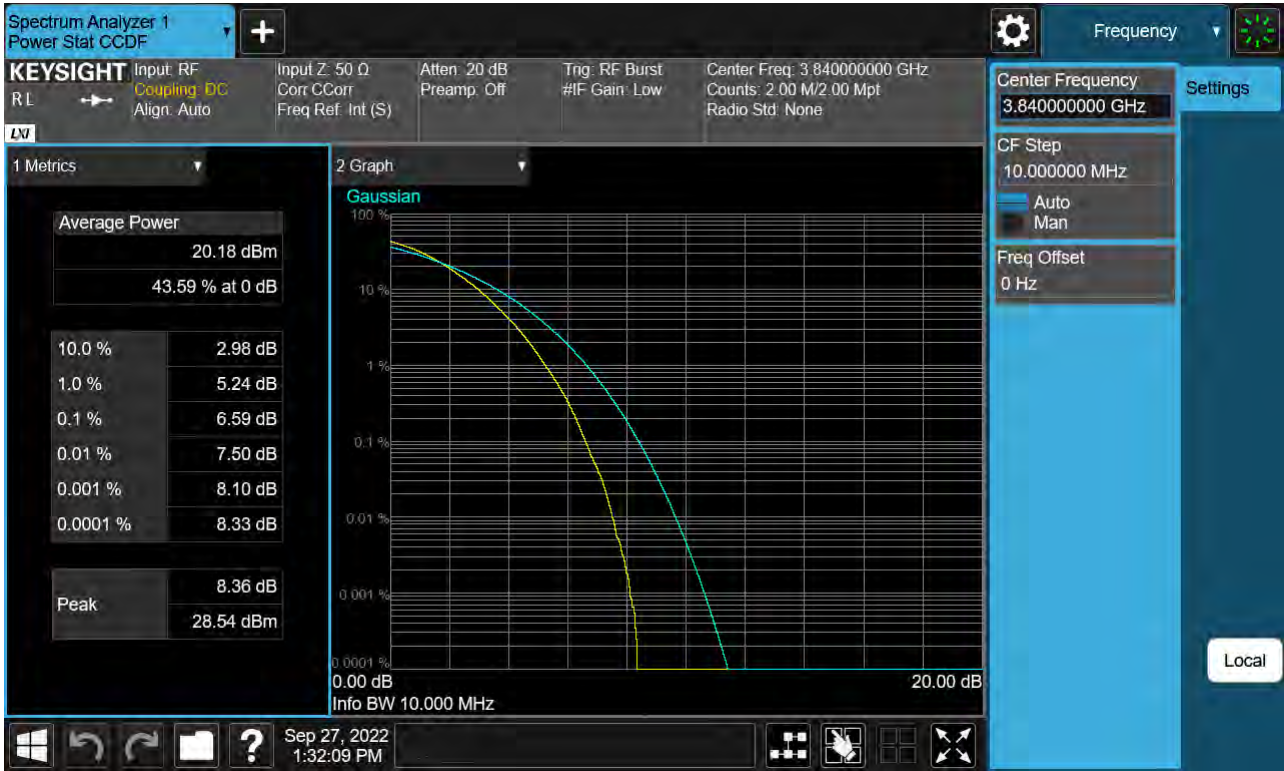 Spectrum Analyzer 1
Power Stat CCDF
Frequency
KEYSIGHT
RL
LXI
Input: RF
Coupling: DC
Align: Auto
Input Z: 50 Ω
Corr CCorr
Freq Ref: Int (S)
Atten: 20 dB
Preamp: Off
Trig: RF Burst
#IF Gain: Low
Center Freq: 3.840000000 GHz
Counts: 2.00 M/2.00 Mpt
Radio Std: None
Center Frequency
3.840000000 GHz
Settings
CF Step
10.000000 MHz
Auto
Man
Freq Offset
0 Hz
1 Metrics
Average Power
20.18 dBm
43.59 % at 0 dB
10.0 % 2.98 dB
1.0 % 5.24 dB
0.1 % 6.59 dB
0.01 % 7.50 dB
0.001 % 8.10 dB
0.0001 % 8.33 dB
Peak
8.36 dB
28.54 dBm
2 Graph
Gaussian
100 %
10 %
1 %
0.1 %
0.01 %
0.001 %
0.0001 %
0.00 dB 20.00 dB
Info BW 10.000 MHz
Local
?
Sep 27, 2022
1:32:09 PM